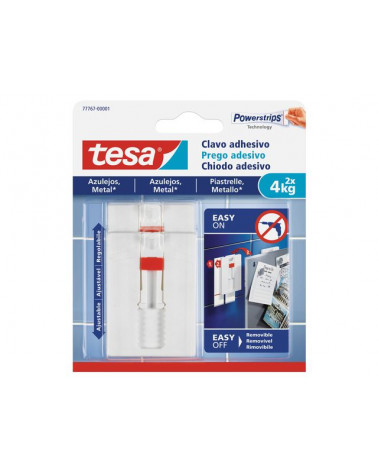 77767-00001
Powerstrips®
Technology
tesa®
Clavo adhesivo
Prego adesivo
Chiodo adesivo
Azulejos,
Metal*
Azulejos,
Metal*
Piastrelle,
Metallo*
2x
4kg
Ajustable | Ajustável | Regolabile
EASY
ON
EASY
OFF
Removible
Removível
Rimovibile